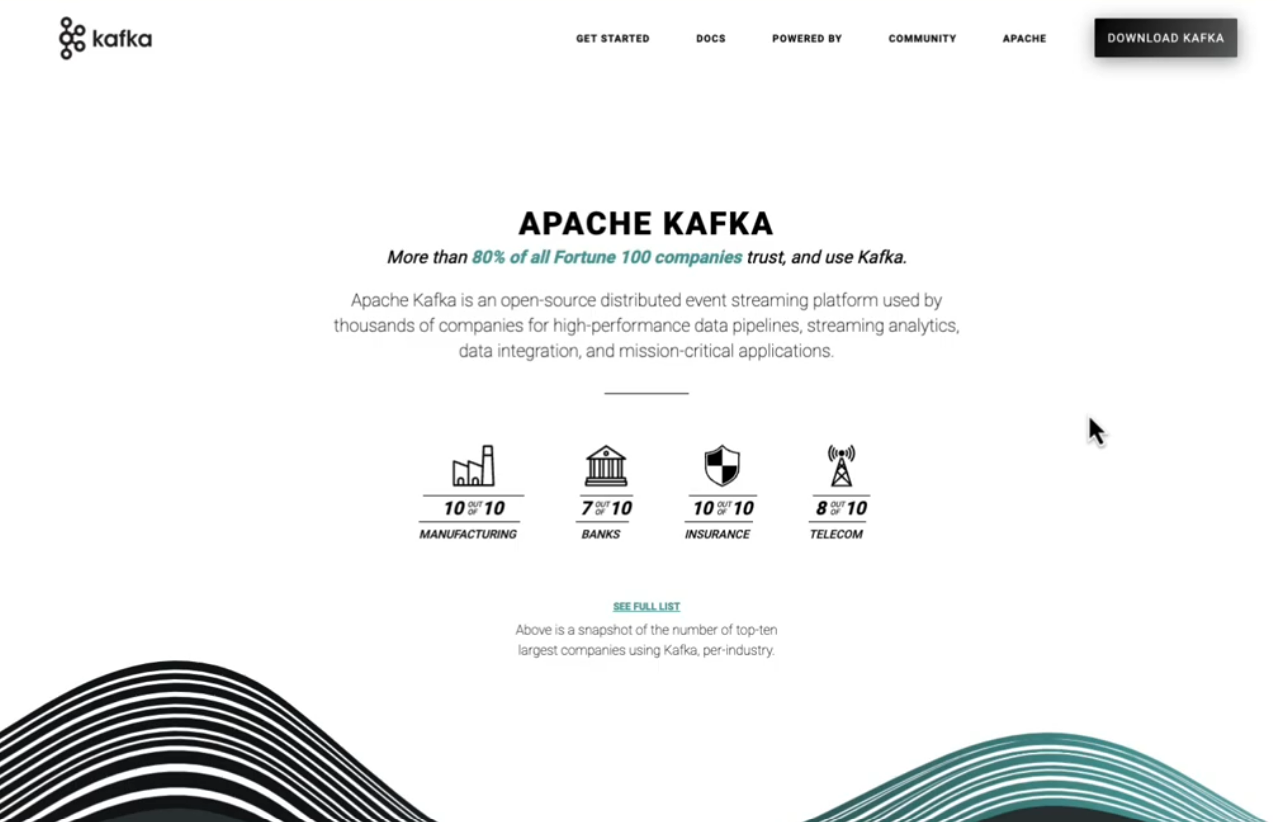 kafka
GET STARTED DOCS POWERED BY COMMUNITY APACHE DOWNLOAD KAFKA
APACHE KAFKA
More than 80% of all Fortune 100 companies trust, and use Kafka.
Apache Kafka is an open-source distributed event streaming platform used by
thousands of companies for high-performance data pipelines, streaming analytics,
data integration, and mission-critical applications.
10 OUT OF 10 7 OUT OF 10 10 OUT OF 10 8 OUT OF 10
MANUFACTURING BANKS INSURANCE TELECOM
SEE FULL LIST
Above is a snapshot of the number of top-ten
largest companies using Kafka, per-industry.